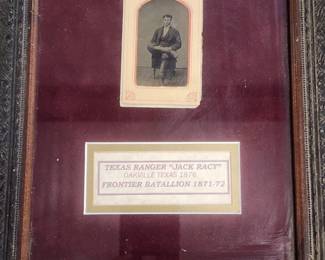 TEXAS RANGER "JACK RACY"
OAKVILLE TEXAS 1876
FRONTIER BATALLION 1871-72